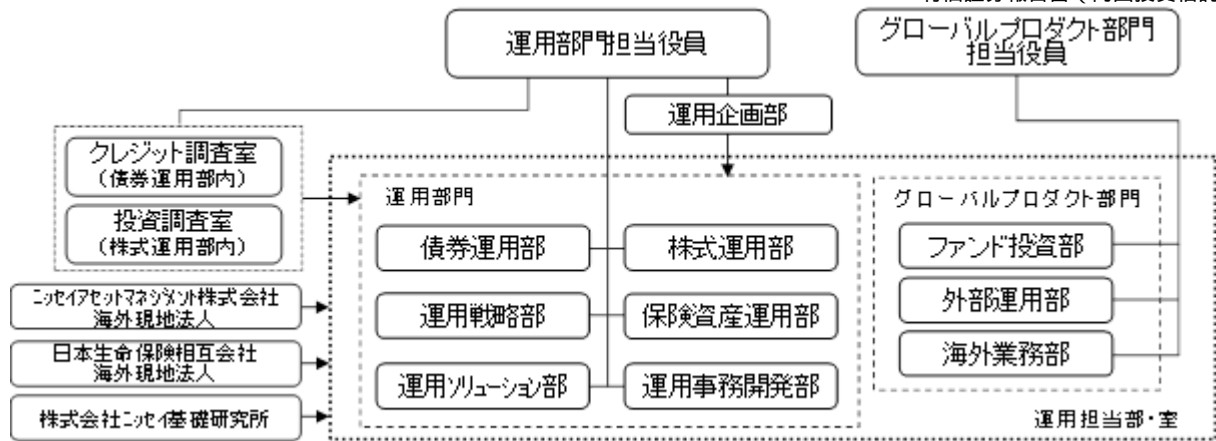 運用部門担当役員
グローバルプロダクト部門
担当役員
運用企画部
クレジット調査室
(債券運用部内)
投資調査室
(株式運用部内)
運用部門
債券運用部
株式運用部
運用戦略部
保険資産運用部
運用ソリューション部
運用事務開発部
グローバルプロダクト部門
ファンド投資部
外部運用部
海外業務部
ニッセイアセットマネジメント株式会社
海外現地法人
日本生命保険相互会社
海外現地法人
株式会社ニッセイ基礎研究所
運用担当部・室